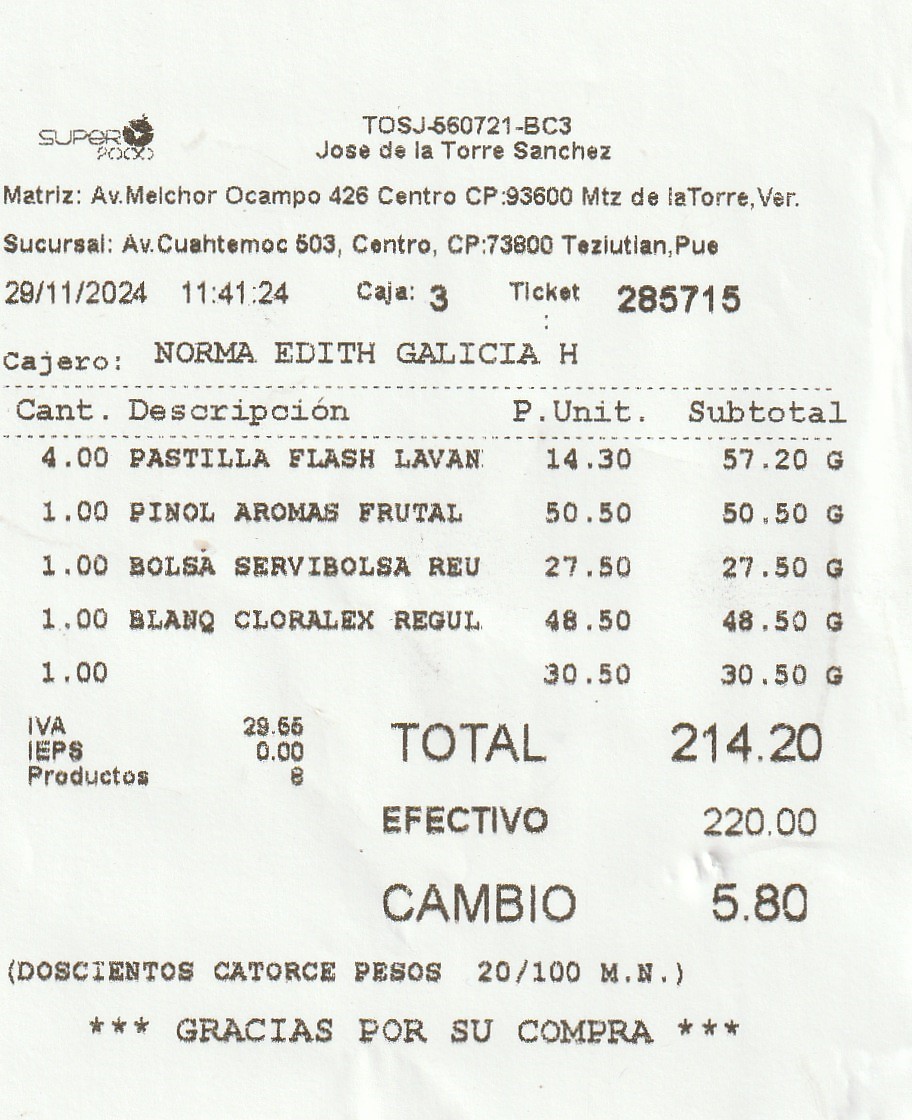 SUPER 2000
TOSJ-560721-BC3
Jose de la Torre Sanchez
Matriz: Av.Melchor Ocampo 426 Centro CP:93600 Mtz de laTorre,Ver.
Sucursal: Av.Cuahtemoc 503, Centro, CP:73800 Teziutlan,Pue
29/11/2024 11:41:24 Caja: 3 Ticket : 285715
Cajero: NORMA EDITH GALICIA H
Cant. Descripción P.Unit. Subtotal
4.00 PASTILLA FLASH LAVAN 14.30 57.20 G
1.00 PINOL AROMAS FRUTAL 50.50 50.50 G
1.00 BOLSA SERVIBOLSA REU 27.50 27.50 G
1.00 BLANQ CLORALEX REGUL 48.50 48.50 G
1.00 30.50 30.50 G
IVA 29.55
IEPS 0.00
Productos 8
TOTAL 214.20
EFECTIVO 220.00
CAMBIO 5.80
(DOSCIENTOS CATORCE PESOS 20/100 M.N.)
*** GRACIAS POR SU COMPRA ***